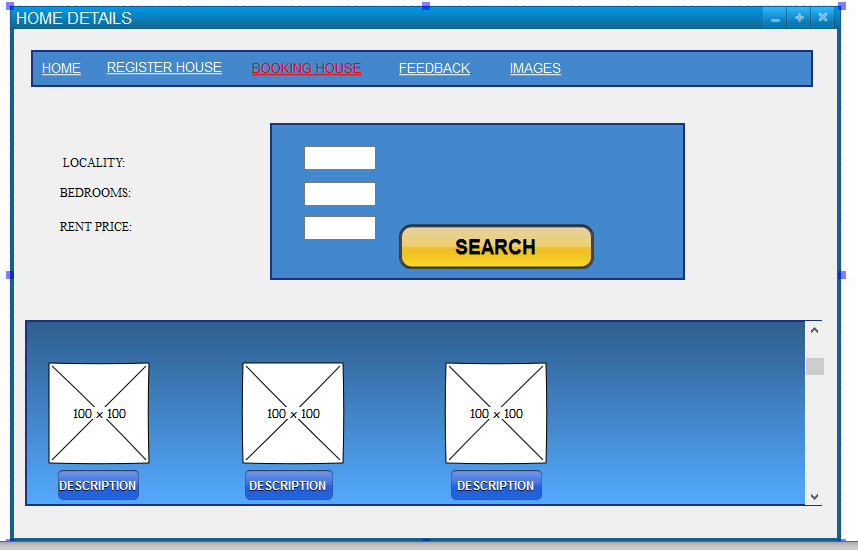 HOME DETAILS
HOME REGISTER HOUSE BOOKING HOUSE FEEDBACK IMAGES
LOCALITY:
BEDROOMS:
RENT PRICE:
SEARCH
100 x 100 100 x 100 100 x 100
DESCRIPTION DESCRIPTION DESCRIPTION